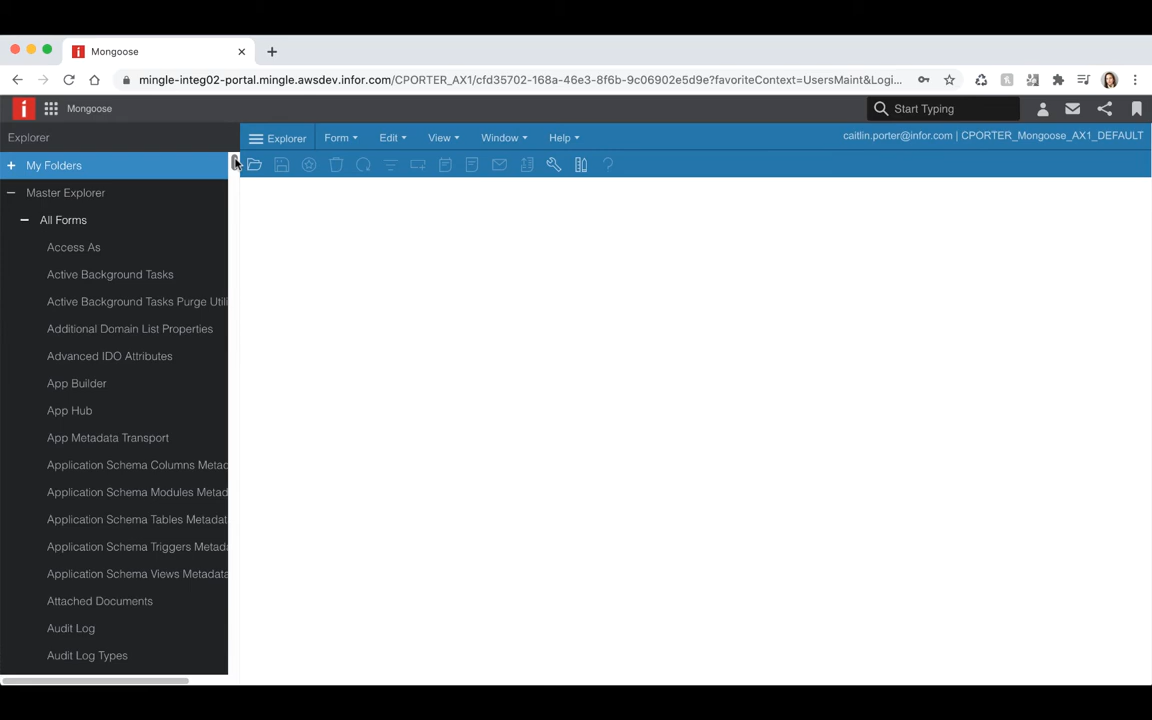 Mongoose
mingle-integ02-portal.mingle.awsdev.infor.com/CPORTER_AX1/cfd35702-168a-46e3-8f6b-9c06902e5d9e?favoriteContext=UsersMaint&Logi...
Mongoose
Start Typing
Explorer
Explorer Form Edit View Window Help
caitlin.porter@infor.com | CPORTER_Mongoose_AX1_DEFAULT
My Folders
Master Explorer
All Forms
Access As
Active Background Tasks
Active Background Tasks Purge Utili
Additional Domain List Properties
Advanced IDO Attributes
App Builder
App Hub
App Metadata Transport
Application Schema Columns Metad
Application Schema Modules Metad
Application Schema Tables Metadat
Application Schema Triggers Metada
Application Schema Views Metadata
Attached Documents
Audit Log
Audit Log Types